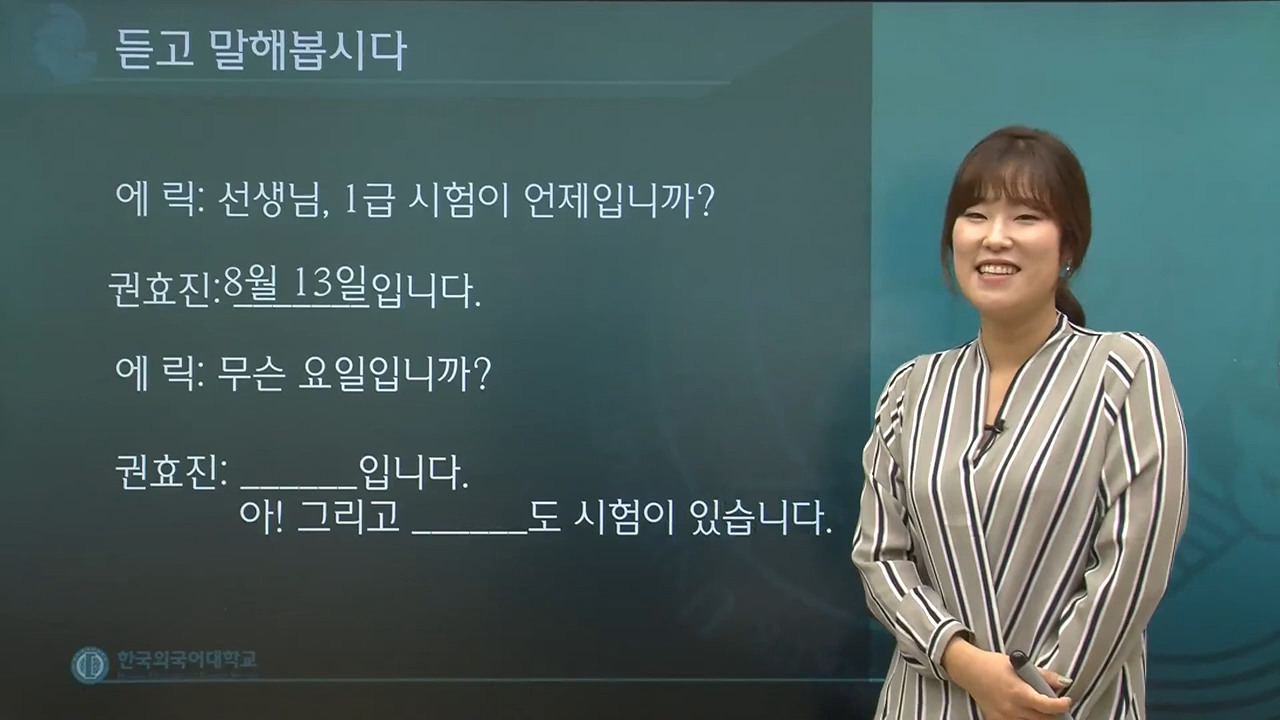 듣고 말해봅시다
에 릭: 선생님, 1급 시험이 언제입니까?
권효진:8월 13일입니다.
에 릭: 무슨 요일입니까?
권효진: ______입니다.
아! 그리고 ______도 시험이 있습니다.
한국외국어대학교